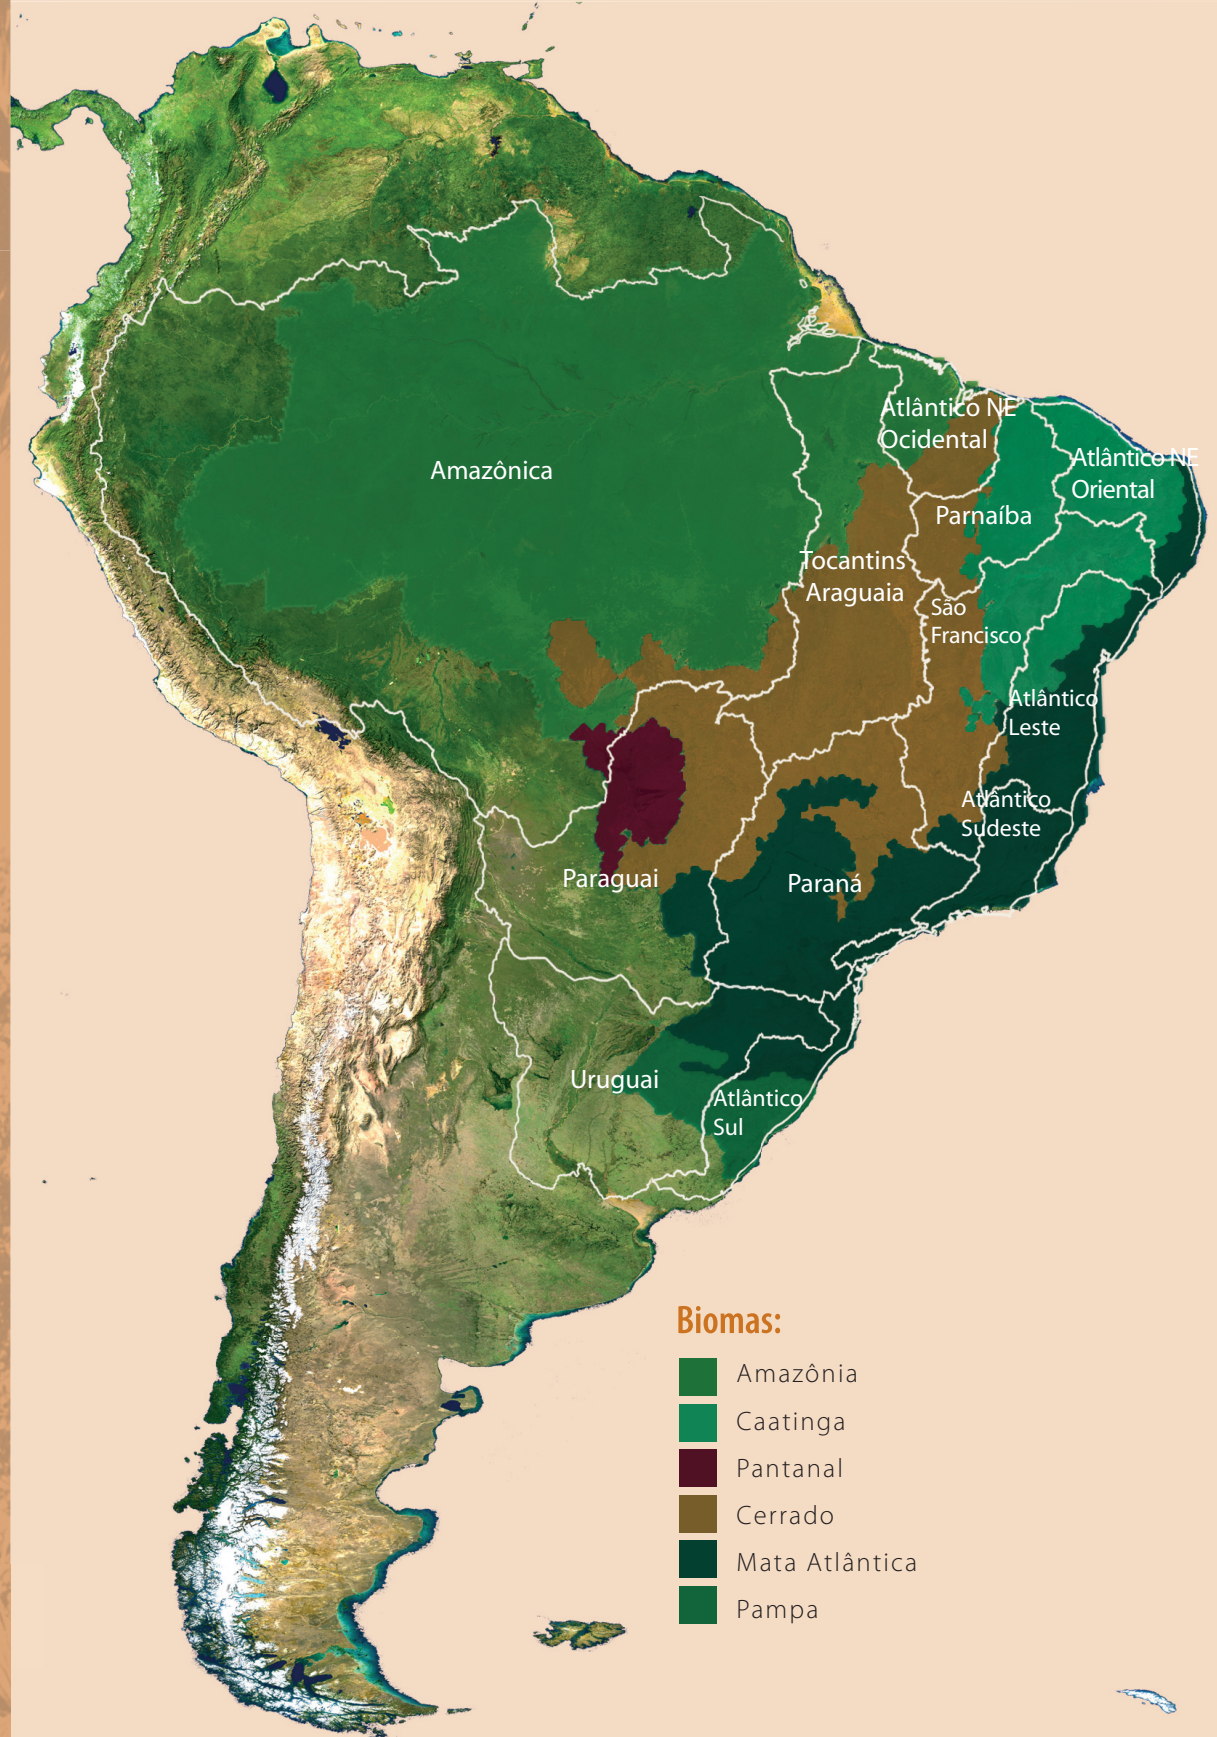 Atlântico NE
Ocidental
Atlântico NE
Oriental
Amazônica
Parnaíba
Tocantins
Araguaia
São
Francisco
Atlântico
Leste
Atlântico
Sudeste
Paraguai
Paraná
Uruguai
Atlântico
Sul
Biomas:
Amazônia
Caatinga
Pantanal
Cerrado
Mata Atlântica
Pampa